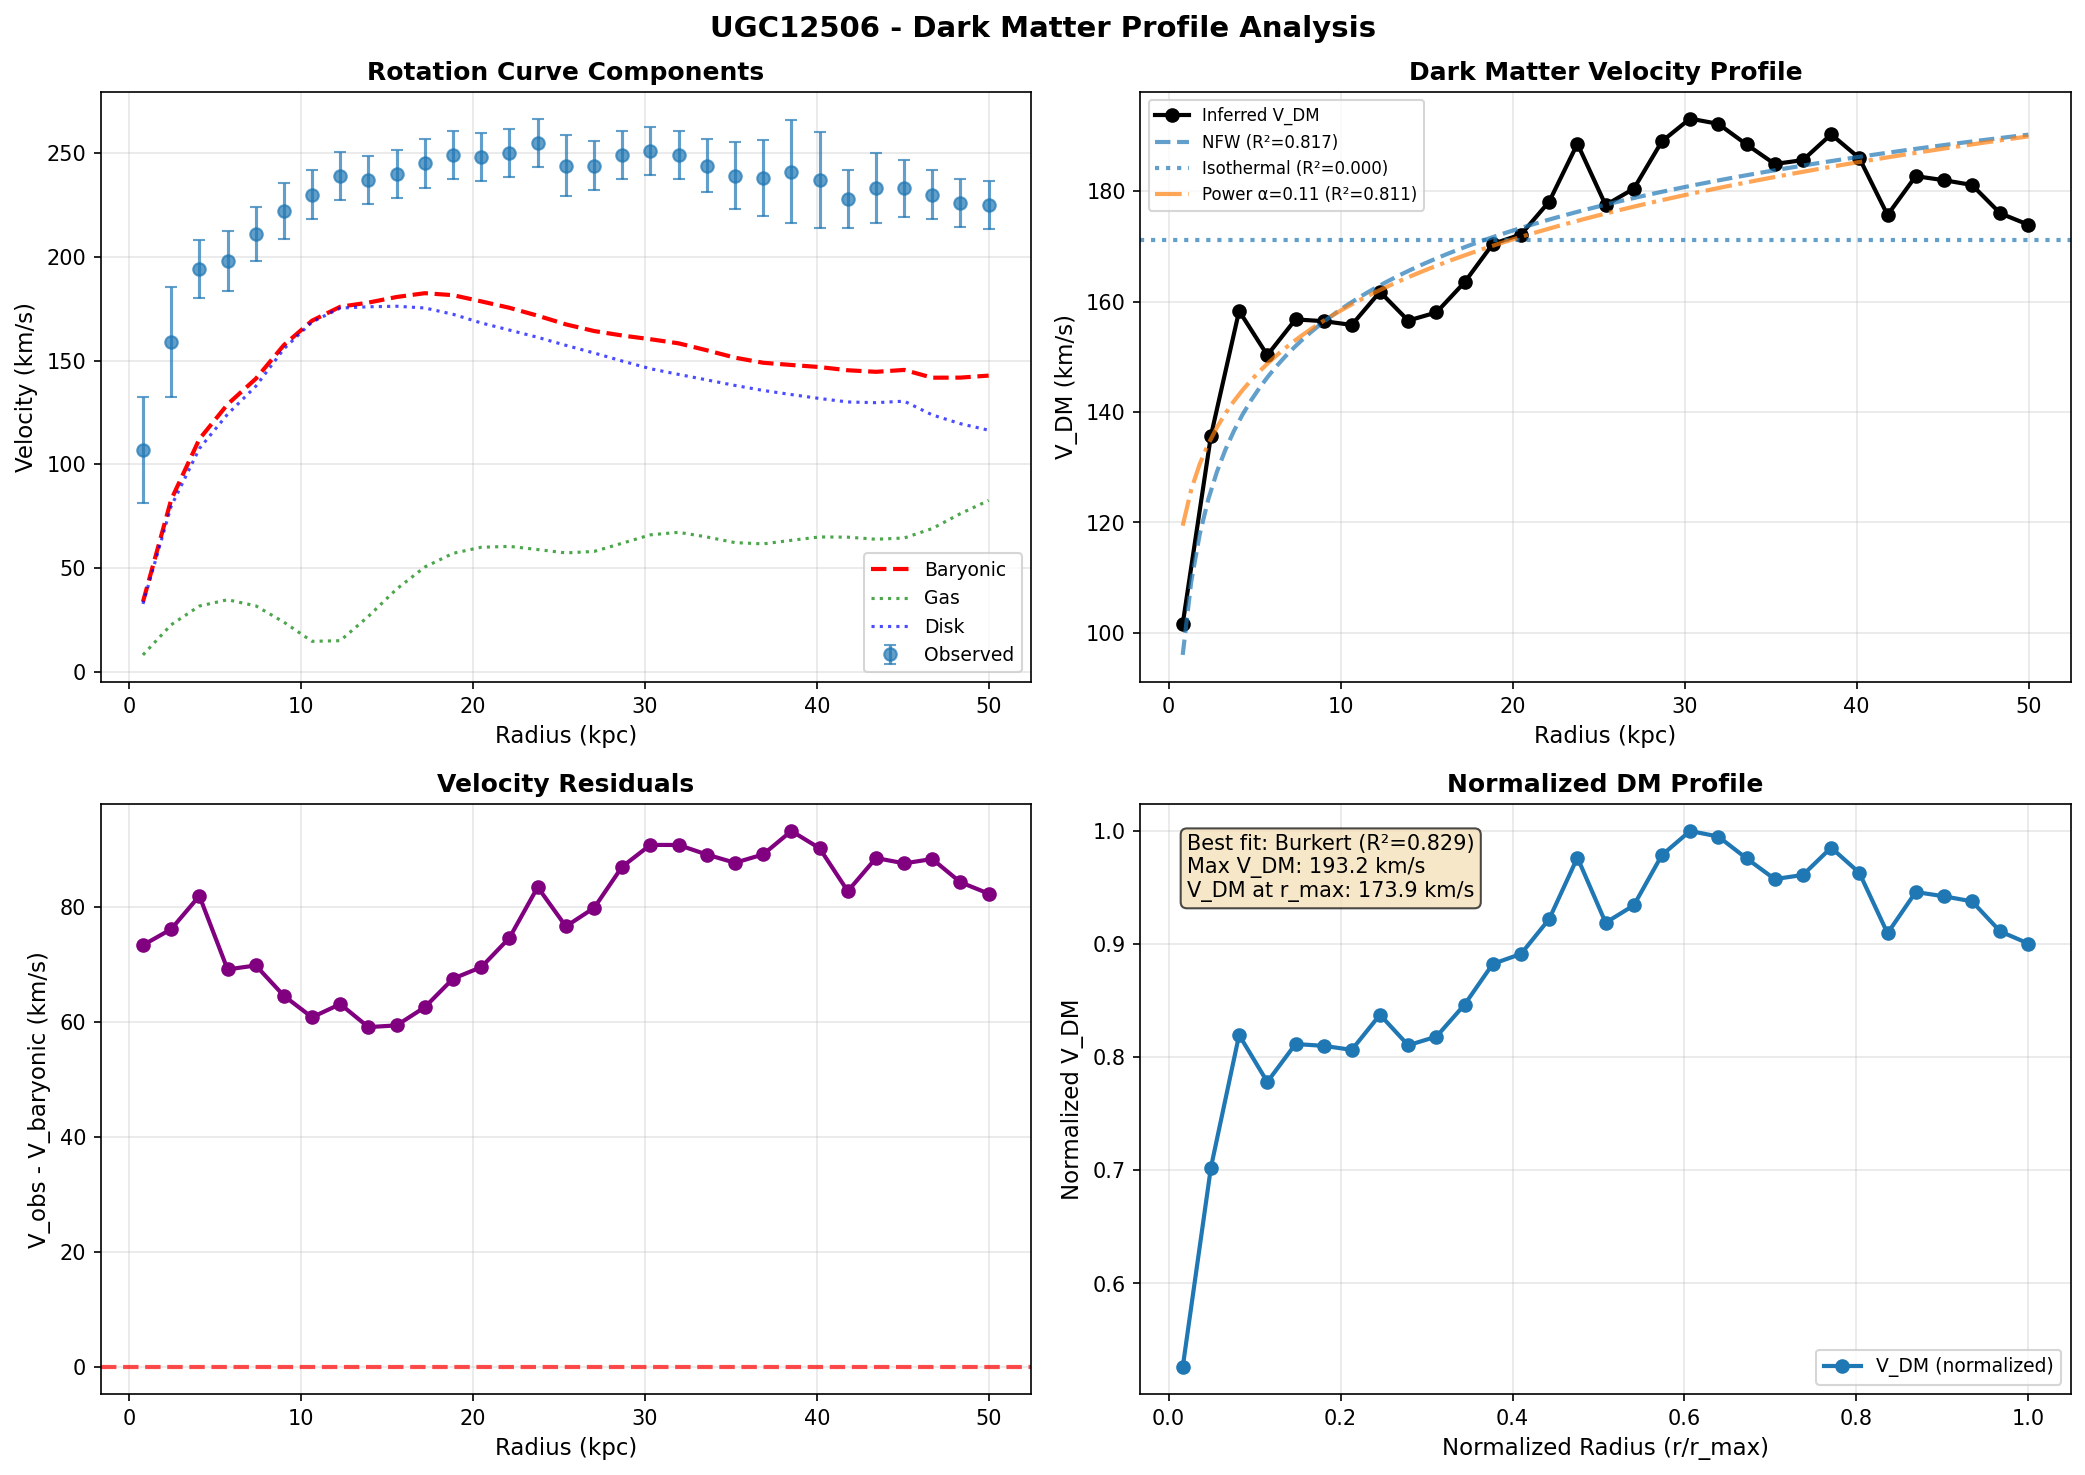 UGC12506 - Dark Matter Profile Analysis
Rotation Curve Components
Velocity (km/s)
250
200
150
100
50
0
0 10 20 30 40 50
Radius (kpc)
Baryonic
Gas
Disk
Observed
Dark Matter Velocity Profile
V_DM (km/s)
180
160
140
120
100
0 10 20 30 40 50
Radius (kpc)
Inferred V_DM
NFW (R²=0.817)
Isothermal (R²=0.000)
Power α=0.11 (R²=0.811)
Velocity Residuals
V_obs - V_baryonic (km/s)
80
60
40
20
0
0 10 20 30 40 50
Radius (kpc)
Normalized DM Profile
Normalized V_DM
1.0
0.9
0.8
0.7
0.6
0.0 0.2 0.4 0.6 0.8 1.0
Normalized Radius (r/r_max)
Best fit: Burkert (R²=0.829)
Max V_DM: 193.2 km/s
V_DM at r_max: 173.9 km/s
V_DM (normalized)